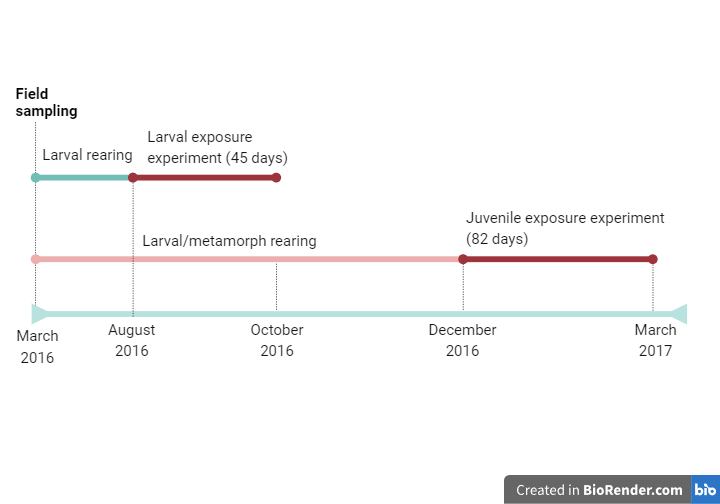 Field
sampling
Larval rearing
Larval exposure
experiment (45 days)
Larval/metamorph rearing
Juvenile exposure experiment
(82 days)
March
2016
August
2016
October
2016
December
2016
March
2017
Created in BioRender.com bio